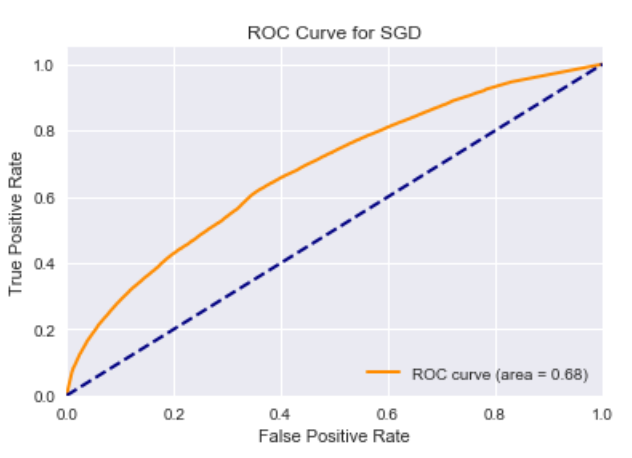 ROC Curve for SGD
1.0
0.8
0.6
0.4
0.2
0.0
True Positive Rate
ROC curve (area = 0.68)
0.0 0.2 0.4 0.6 0.8 1.0
False Positive Rate